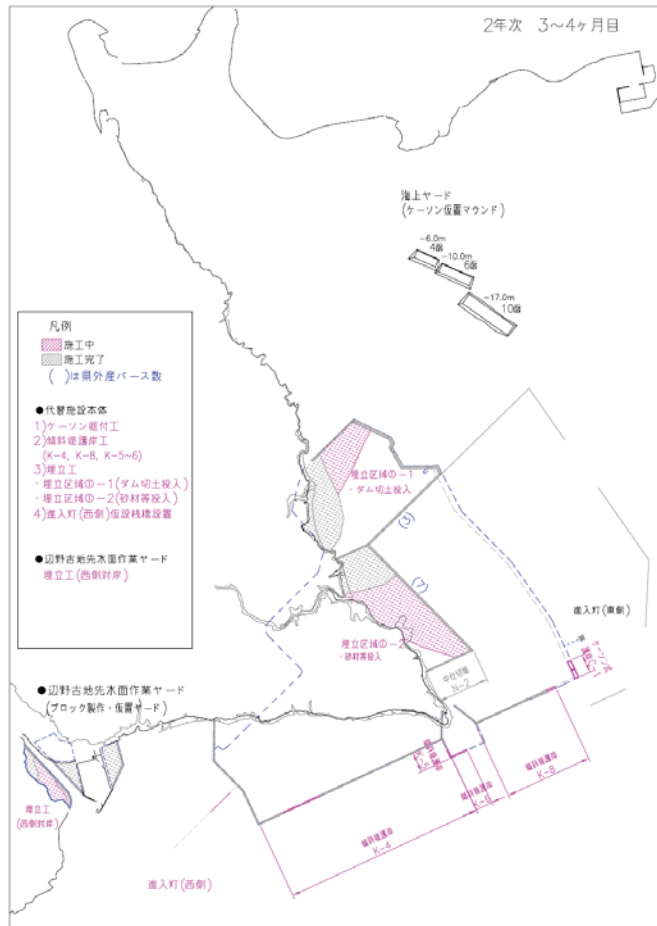 2年次 3～4ヶ月目
海上ヤード
(ケーソン仮置マウンド)
-6.0m
4函
-10.0m
6函
-17.0m
10函
凡例
施工中
施工完了
( )は県外産バース数
●代替施設本体
1)ケーソン据付工
2)傾斜堤護岸工
(K-4, K-8, K-5~6)
3)埋立工
・埋立区域①-1(ダム切土投入)
・埋立区域①-2(砂材等投入)
4)進入灯(西側)仮設桟橋設置
●辺野古地先水面作業ヤード
埋立工(西側対岸)
埋立区域①-1
・ダム切土投入
(3)
(7)
埋立区域①-2
・砂材等投入
進入灯(東側)
中仕切堤
N-2
●辺野古地先水面作業ヤード
(ブロック製作・仮置ヤード)
埋立工
(西側対岸)
傾斜堤護岸
K-8
傾斜堤護岸
K-6
傾斜堤護岸
K-4
進入灯(西側)